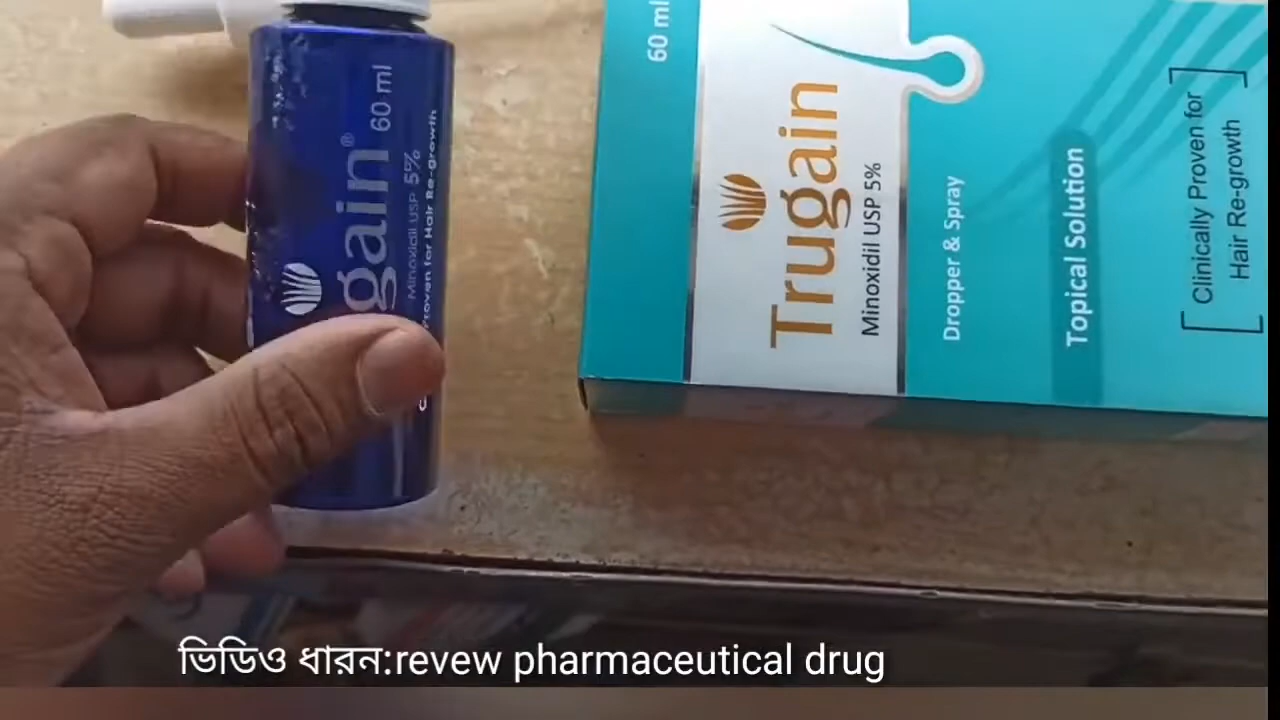 gain® 60 ml
Minoxidil USP 5%
Proven for Hair Re-growth
60 ml
Trugain
Minoxidil USP 5%
Dropper & Spray
Topical Solution
Clinically Proven for
Hair Re-growth
ভিডিও ধারন:revew pharmaceutical drug